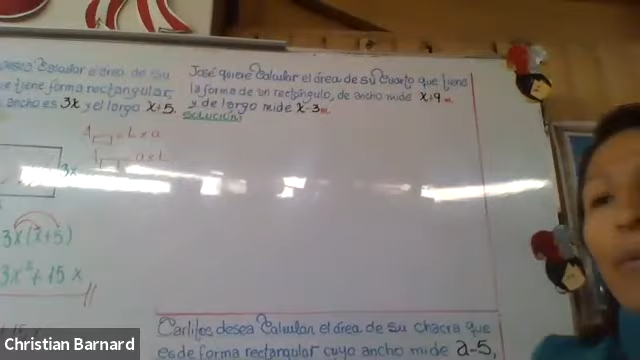 desea Calcular el área de su
tiene forma rectangular,
ancho es 3x y el largo x+5.
A = L x a
a x L
3x
3x(x+5)
3x²+15x
José quiere Calcular el área de su Cuarto que tiene
la forma de un rectángulo, de ancho mide x+9 m.
y de largo mide x-3 m.
SOLUCIÓN:
Carlitos desea Calcular el área de su chacra que
es de forma rectangular cuyo ancho mide a-5,
Christian Barnard